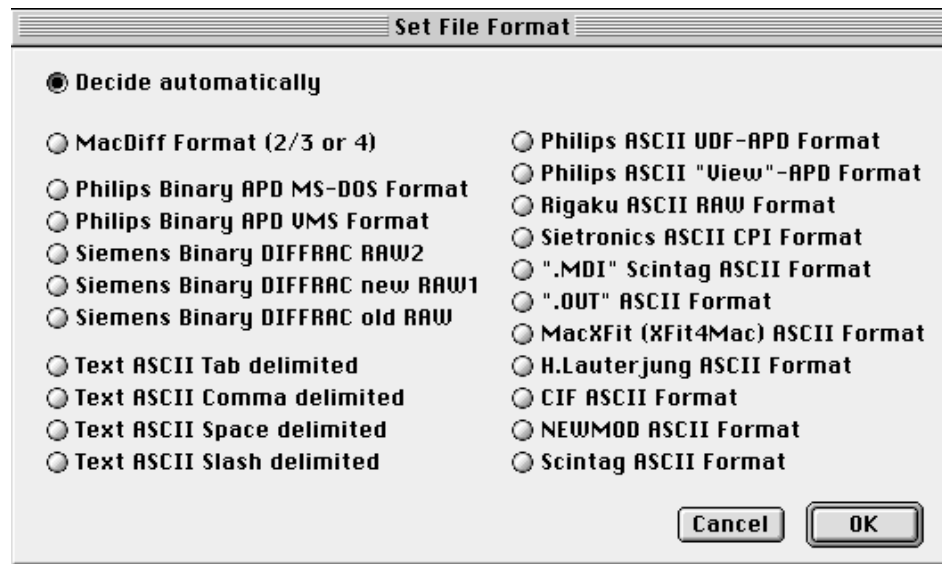 Set File Format
Decide automatically
MacDiff Format (2/3 or 4)
Philips Binary APD MS-DOS Format
Philips Binary APD VMS Format
Siemens Binary DIFFRAC RAW2
Siemens Binary DIFFRAC new RAW1
Siemens Binary DIFFRAC old RAW
Text ASCII Tab delimited
Text ASCII Comma delimited
Text ASCII Space delimited
Text ASCII Slash delimited
Philips ASCII UDF-APD Format
Philips ASCII "View"-APD Format
Rigaku ASCII RAW Format
Sietronics ASCII CPI Format
".MDI" Scintag ASCII Format
".OUT" ASCII Format
MacXFit (XFit4Mac) ASCII Format
H.Lauterjung ASCII Format
CIF ASCII Format
NEWMOD ASCII Format
Scintag ASCII Format
Cancel
OK